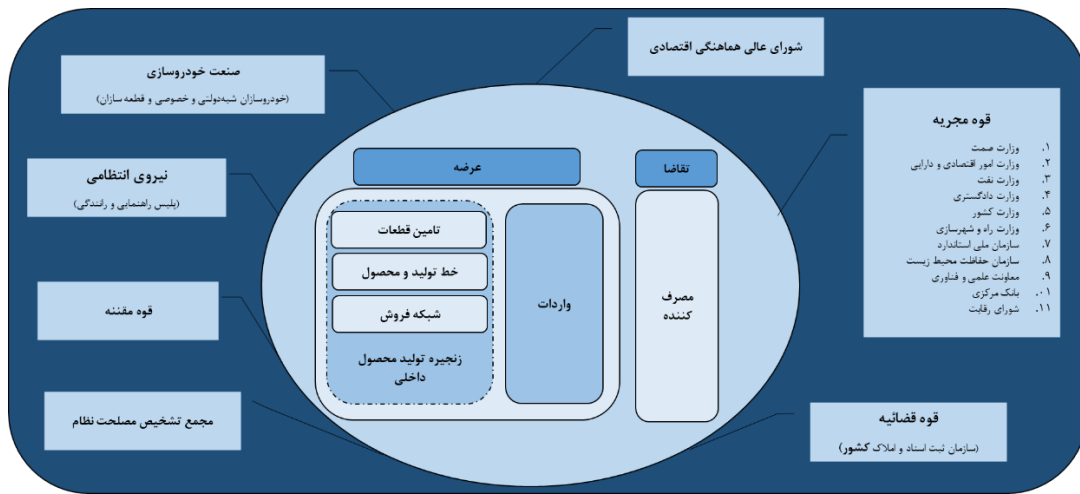 شورای عالی هماهنگی اقتصادی
صنعت خودروسازی
(خودروسازان شبه‌دولتی و خصوصی و قطعه سازان)
قوه مجریه
۱. وزارت صمت
۲. وزارت امور اقتصادی و دارایی
۳. وزارت نفت
۴. وزارت دادگستری
۵. وزارت کشور
۶. وزارت راه و شهرسازی
۷. سازمان ملی استاندارد
۸. سازمان حفاظت محیط زیست
۹. معاونت علمی و فناوری
۱۰. بانک مرکزی
۱۱. شورای رقابت
نیروی انتظامی
(پلیس راهنمایی و رانندگی)
تقاضا
عرضه
مصرف
کننده
واردات
تامین قطعات
خط تولید و محصول
شبکه فروش
زنجیره تولید محصول
داخلی
قوه مقننه
مجمع تشخیص مصلحت نظام
قوه قضائیه
(سازمان ثبت اسناد و املاک کشور)